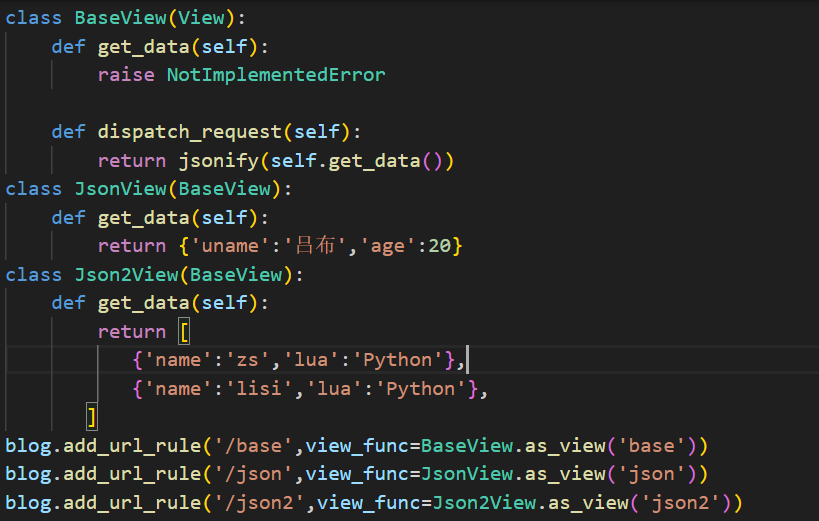 class BaseView(View):
    def get_data(self):
        raise NotImplementedError

    def dispatch_request(self):
        return jsonify(self.get_data())
class JsonView(BaseView):
    def get_data(self):
        return {'uname':'吕布','age':20}
class Json2View(BaseView):
    def get_data(self):
        return [
           {'name':'zs','lua':'Python'},
           {'name':'lisi','lua':'Python'},
       ]
blog.add_url_rule('/base',view_func=BaseView.as_view('base'))
blog.add_url_rule('/json',view_func=JsonView.as_view('json'))
blog.add_url_rule('/json2',view_func=Json2View.as_view('json2'))